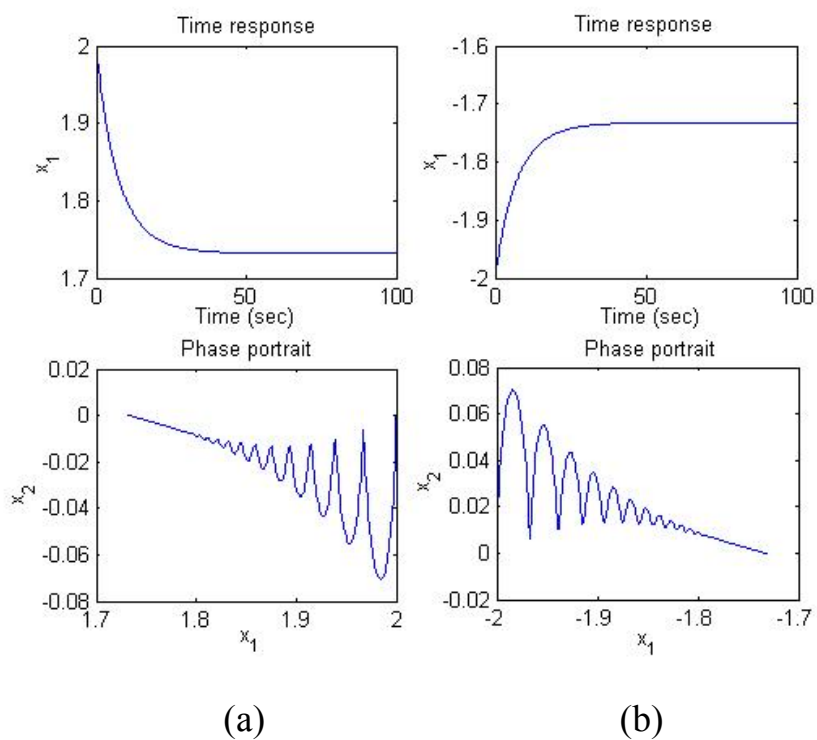 Time response
2
1.9
1.8
1.7
x1
0
50
100
Time (sec)
Time response
-1.6
-1.7
-1.8
-1.9
-2
x1
0
50
100
Time (sec)
Phase portrait
0.02
0
-0.02
-0.04
-0.06
-0.08
x2
1.7
1.8
1.9
2
x1
Phase portrait
0.08
0.06
0.04
0.02
0
-0.02
x2
-2
-1.9
-1.8
-1.7
x1
(a)
(b)